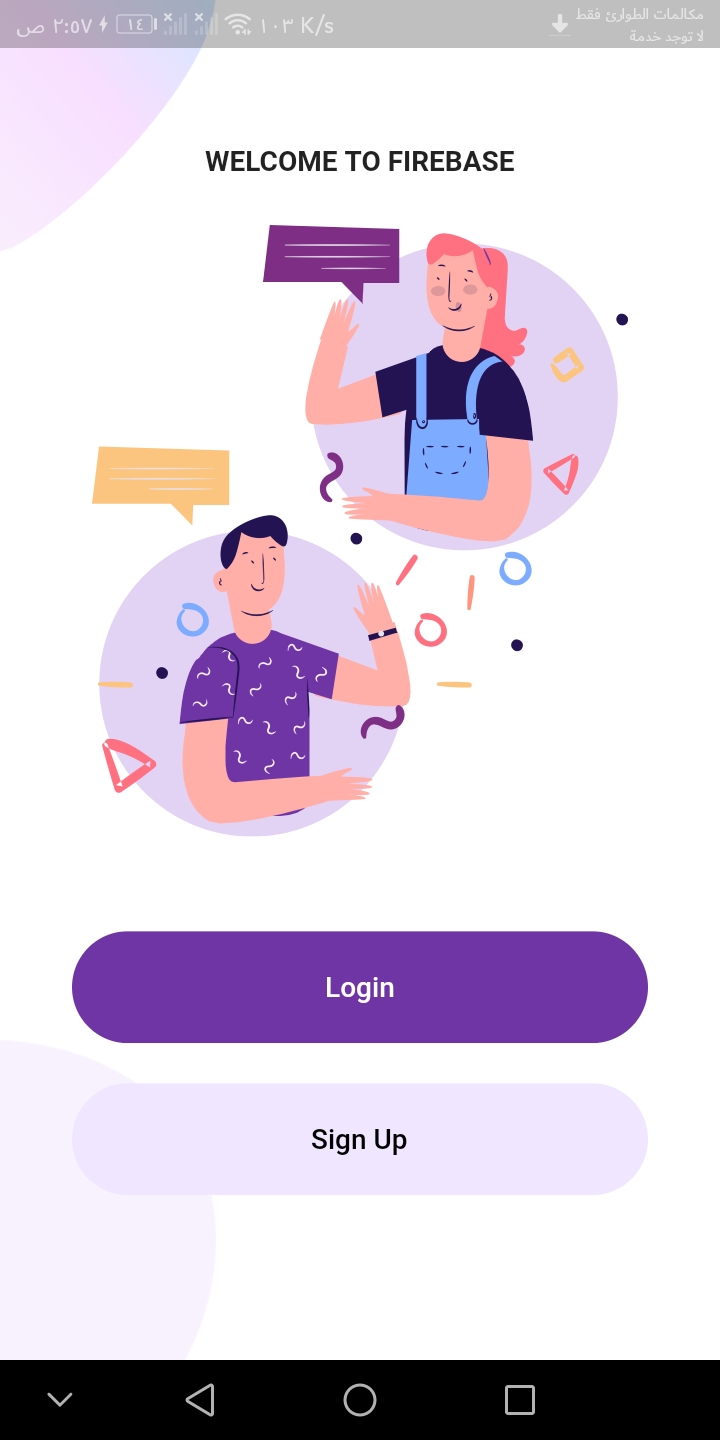 ٢:٥٧ ص
١٤
١٠٣ K/s
مكالمات الطوارئ فقط
لا توجد خدمة
WELCOME TO FIREBASE
Login
Sign Up